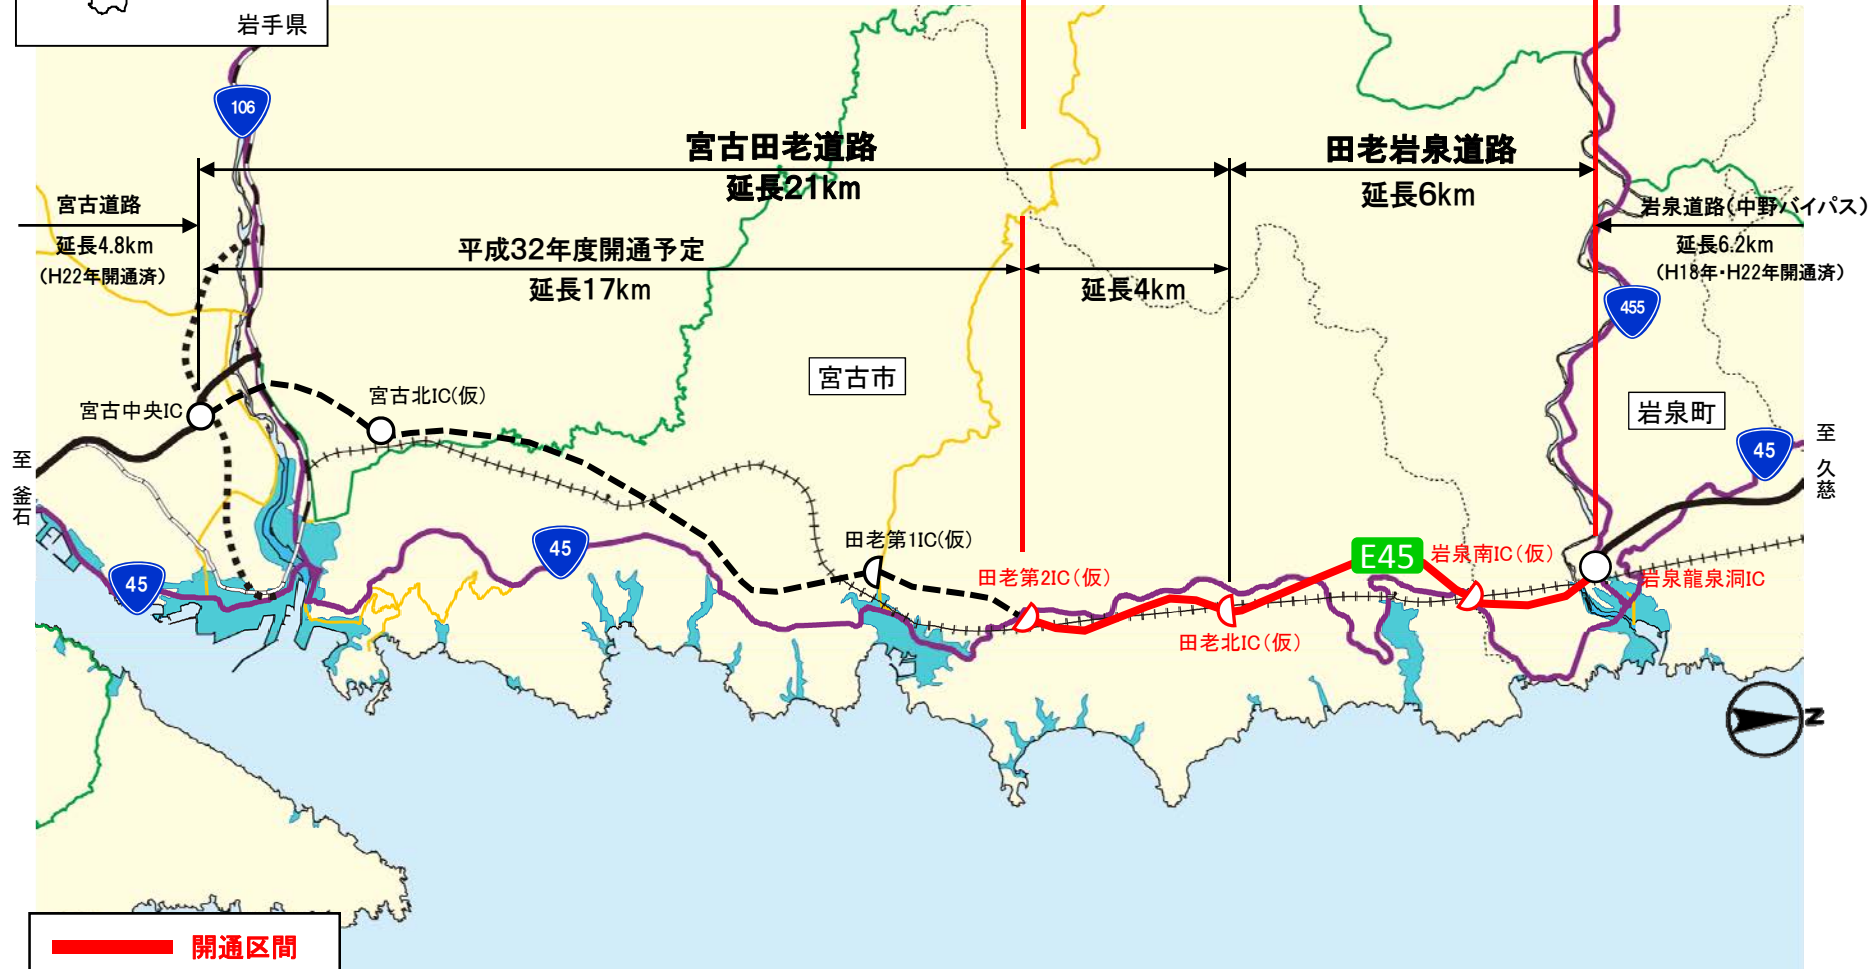 岩手県
106
宮古田老道路
延長21km
田老岩泉道路
延長6km
宮古道路
延長4.8km
(H22年開通済)
岩泉道路(中野バイパス)
延長6.2km
(H18年・H22年開通済)
平成32年度開通予定
延長17km
延長4km
455
宮古市
岩泉町
宮古中央IC
宮古北IC(仮)
至 釜石
至 久慈
45
45
45
田老第1IC(仮)
田老第2IC(仮)
E45
岩泉南IC(仮)
岩泉龍泉洞IC
田老北IC(仮)
N
開通区間